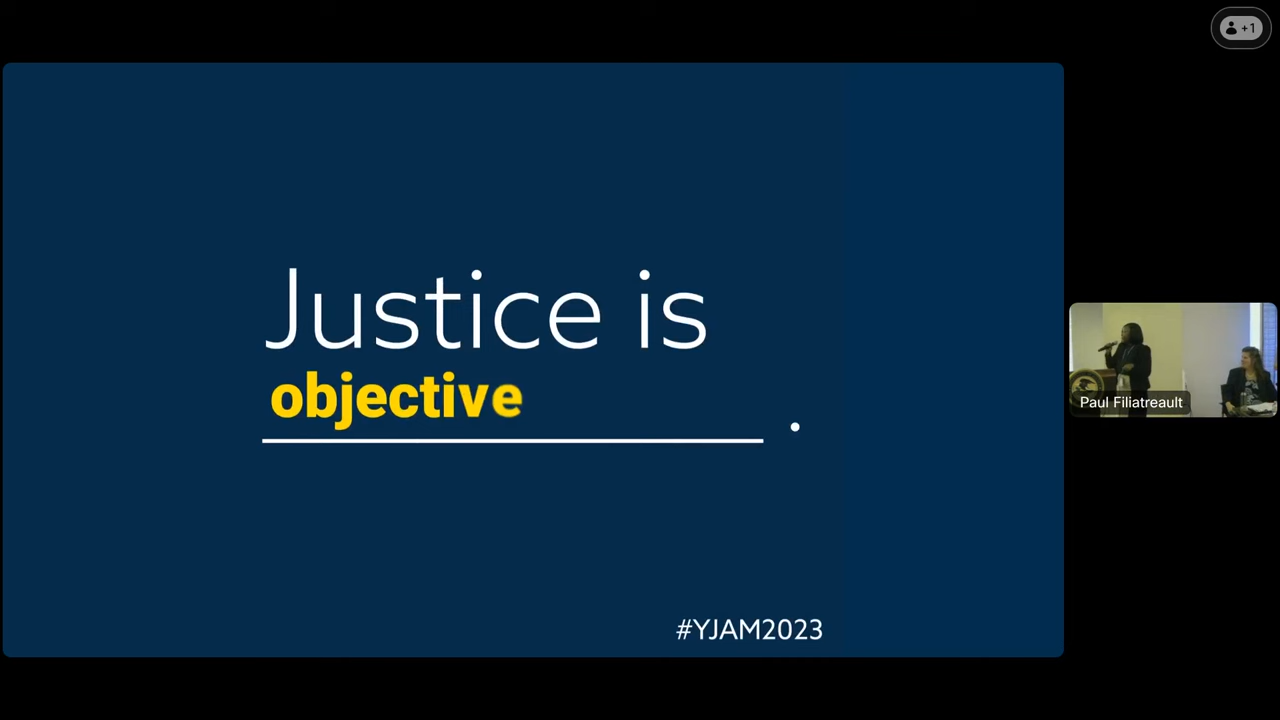 +1
Justice is
objective
.
#YJAM2023
Paul Filiatreault